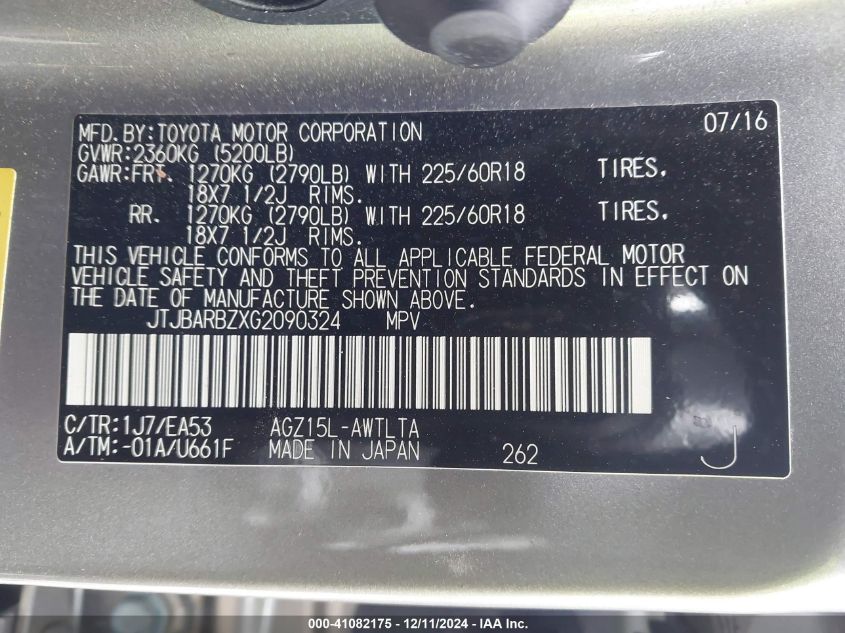 MFD.BY:TOYOTA MOTOR CORPORATION 07/16
GVWR:2360KG (5200LB)
GAWR:FRT. 1270KG (2790LB) WITH 225/60R18 TIRES,
18X7 1/2J RIMS.
RR. 1270KG (2790LB) WITH 225/60R18 TIRES,
18X7 1/2J RIMS.
THIS VEHICLE CONFORMS TO ALL APPLICABLE FEDERAL MOTOR
VEHICLE SAFETY AND THEFT PREVENTION STANDARDS IN EFFECT ON
THE DATE OF MANUFACTURE SHOWN ABOVE.
JTJBARBZXG2090324 MPV
C/TR:1J7/EA53 AGZ15L-AWTLTA
A/TM:-01A/U661F MADE IN JAPAN 262 J
000-41082175 - 12/11/2024 - IAA Inc.